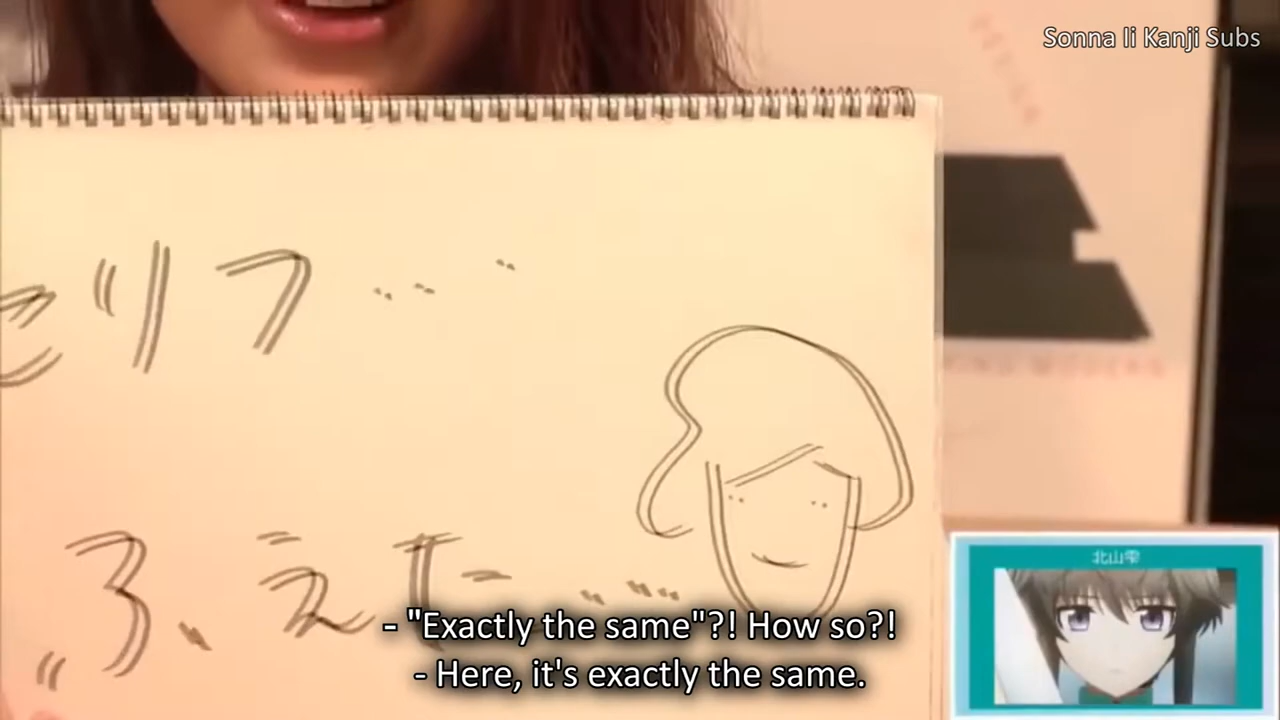 Sonna Ii Kanji Subs
セリフ…
ふえた…
北山雫
- "Exactly the same"?! How so?!
- Here, it's exactly the same.